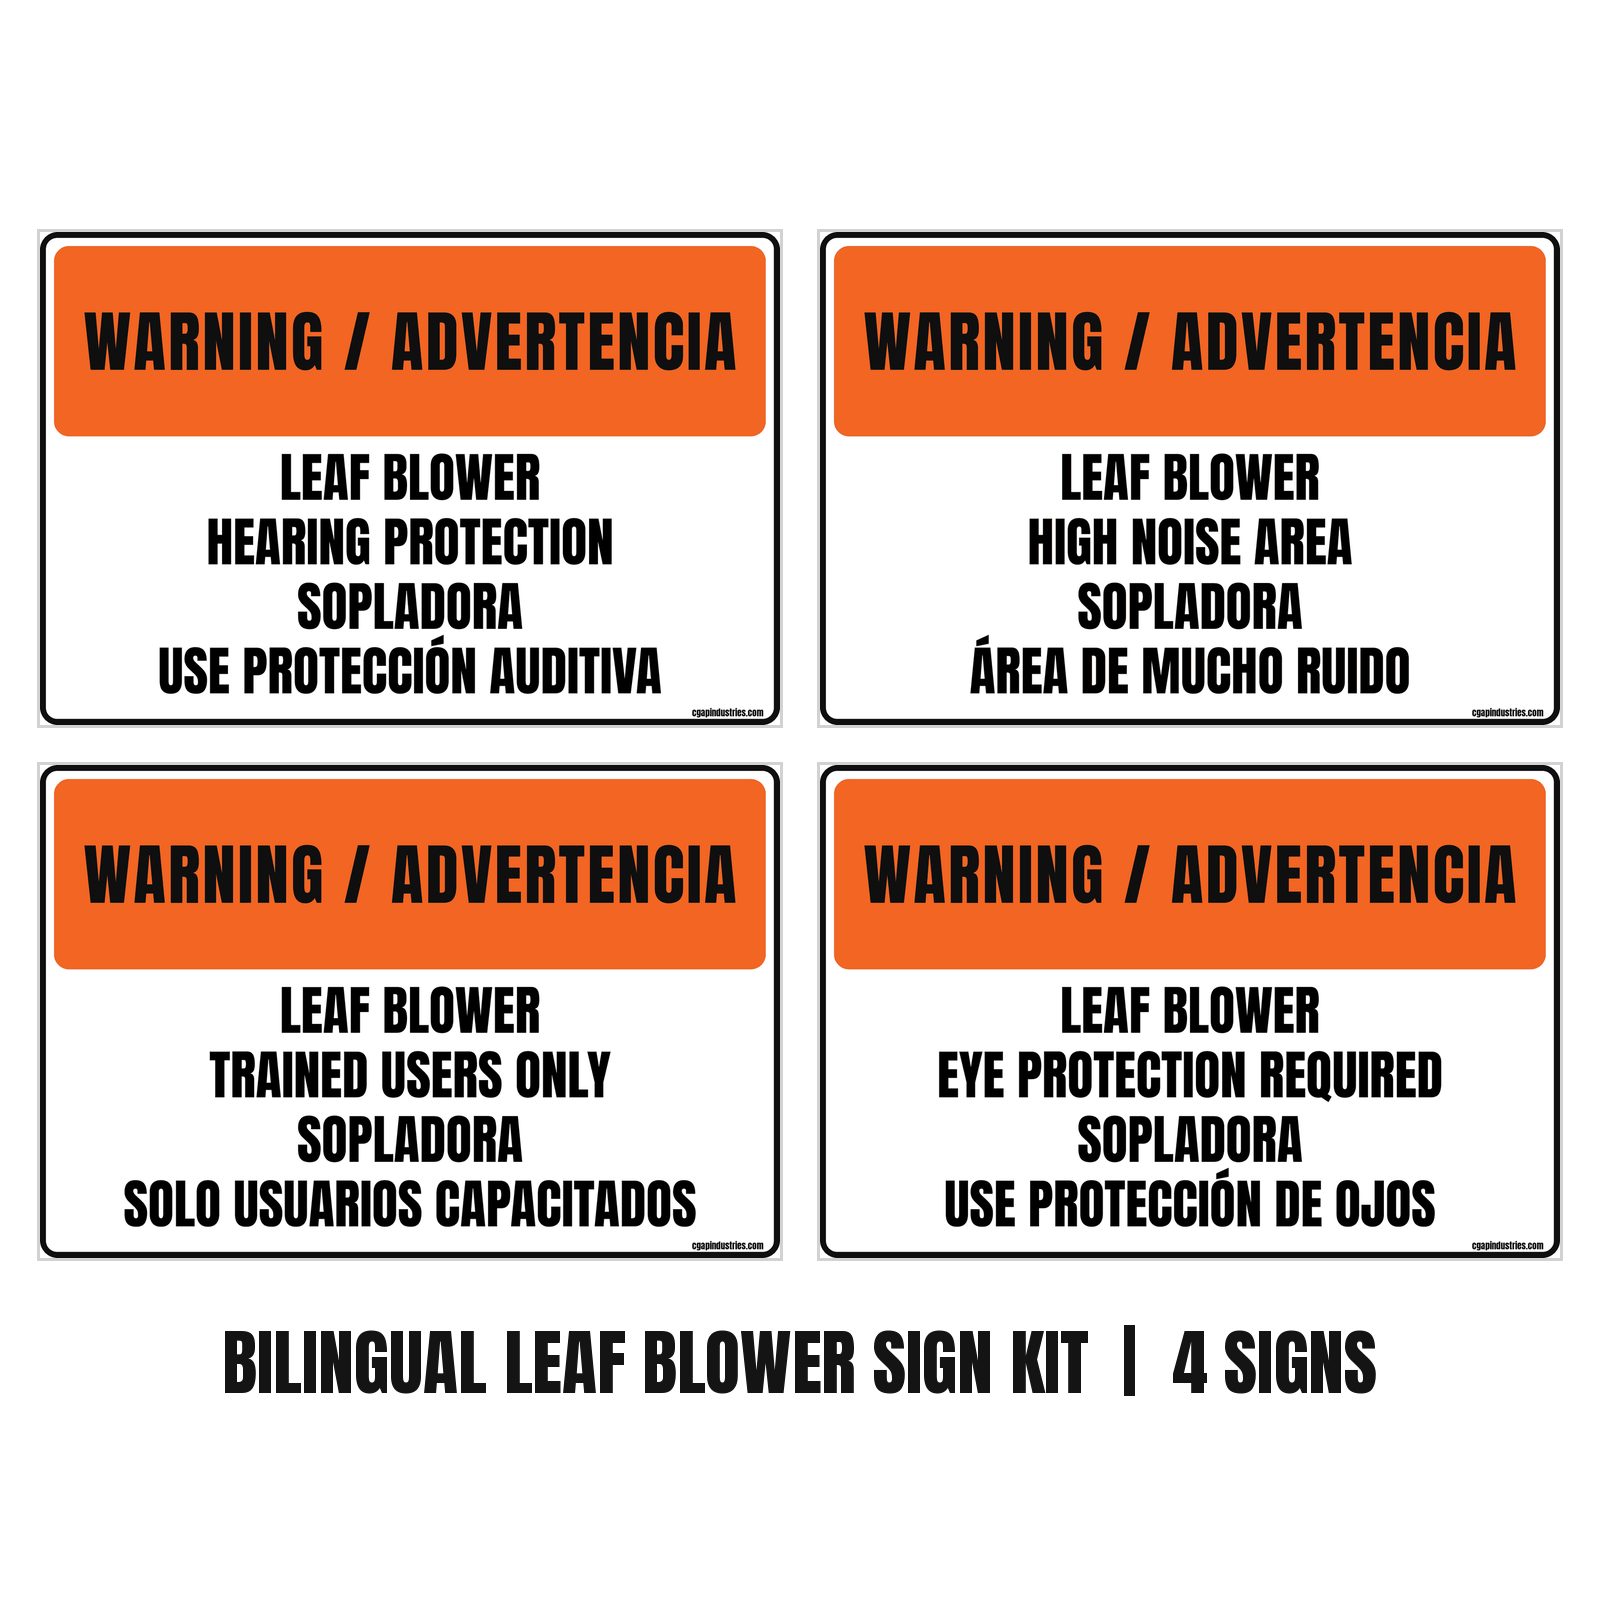 WARNING / ADVERTENCIA
LEAF BLOWER
HEARING PROTECTION
SOPLADORA
USE PROTECCIÓN AUDITIVA
cgapindustries.com
WARNING / ADVERTENCIA
LEAF BLOWER
HIGH NOISE AREA
SOPLADORA
ÁREA DE MUCHO RUIDO
cgapindustries.com
WARNING / ADVERTENCIA
LEAF BLOWER
TRAINED USERS ONLY
SOPLADORA
SOLO USUARIOS CAPACITADOS
cgapindustries.com
WARNING / ADVERTENCIA
LEAF BLOWER
EYE PROTECTION REQUIRED
SOPLADORA
USE PROTECCIÓN DE OJOS
cgapindustries.com
BILINGUAL LEAF BLOWER SIGN KIT | 4 SIGNS